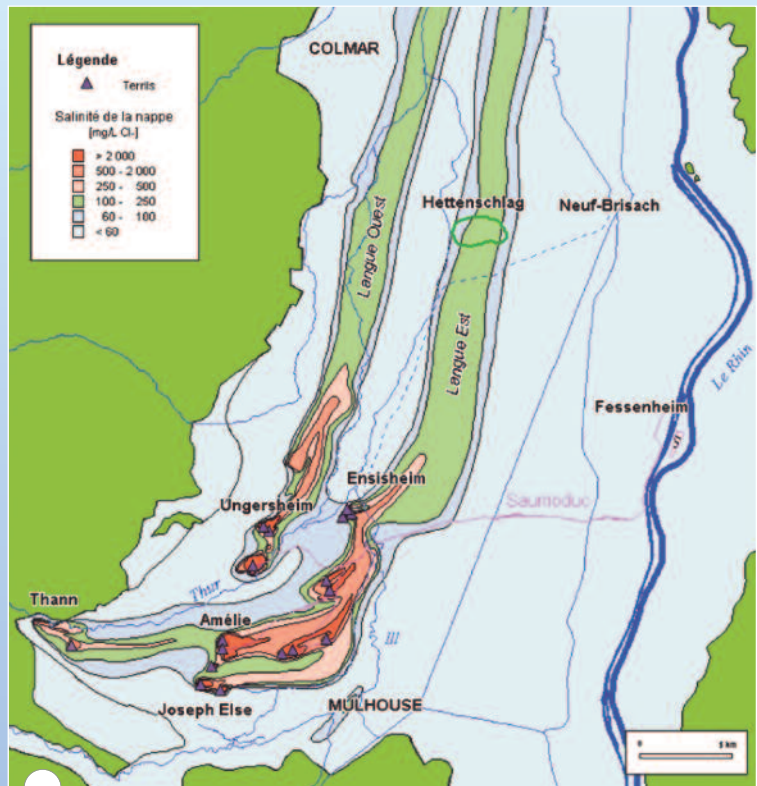 COLMAR
Légende
Terrils
Salinité de la nappe
[mg/L Cl-]
> 2 000
500 - 2 000
250 - 500
100 - 250
60 - 100
< 60
Hettenschlag
Neuf-Brisach
Langue Ouest
Langue Est
Le Rhin
Fessenheim
Ensisheim
Ungersheim
Saumoduc
Thur
Thann
Amélie
Ill
Joseph Else
MULHOUSE
0
5 km